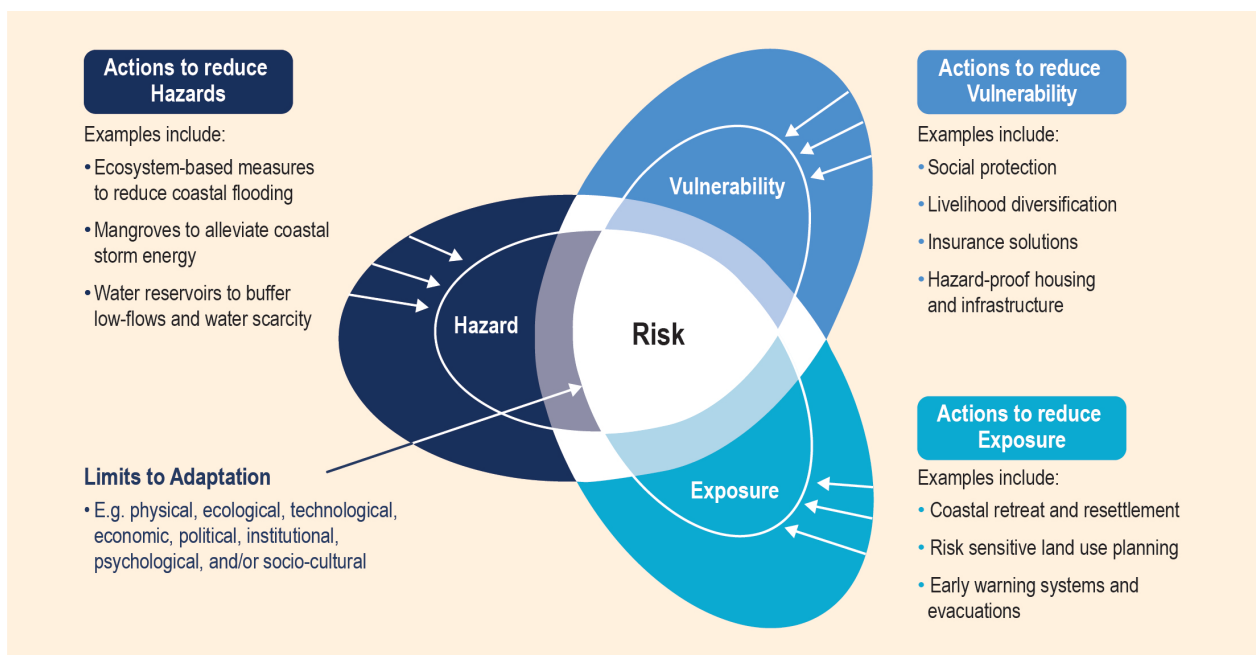 Actions to reduce
Hazards
Examples include:
• Ecosystem-based measures
to reduce coastal flooding
• Mangroves to alleviate coastal
storm energy
• Water reservoirs to buffer
low-flows and water scarcity
Limits to Adaptation
• E.g. physical, ecological, technological,
economic, political, institutional,
psychological, and/or socio-cultural
Vulnerability
Hazard
Risk
Exposure
Actions to reduce
Vulnerability
Examples include:
• Social protection
• Livelihood diversification
• Insurance solutions
• Hazard-proof housing
and infrastructure
Actions to reduce
Exposure
Examples include:
• Coastal retreat and resettlement
• Risk sensitive land use planning
• Early warning systems and
evacuations